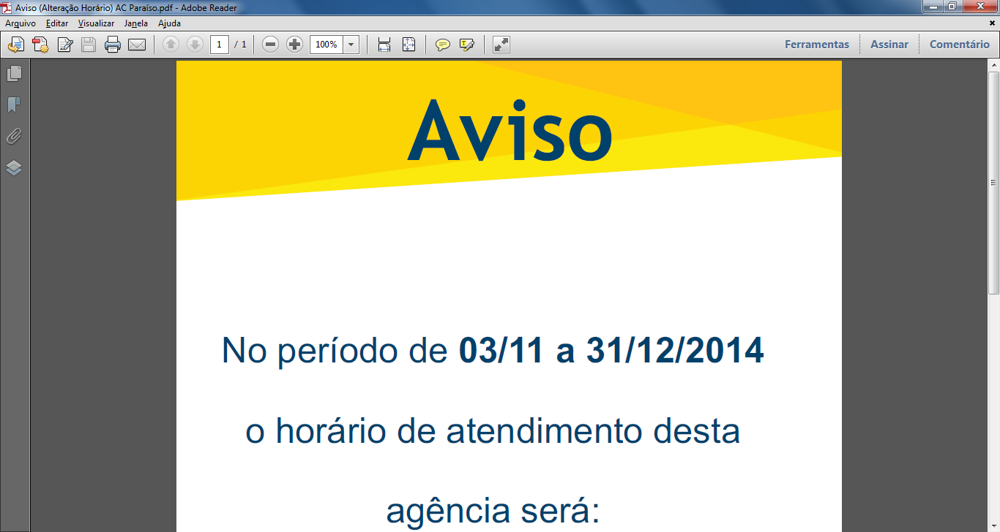 Aviso (Alteração Horário) AC Paraíso.pdf - Adobe Reader
Arquivo Editar Visualizar Janela Ajuda
1 / 1 100% Ferramentas Assinar Comentário
Aviso
No período de 03/11 a 31/12/2014
o horário de atendimento desta
agência será: